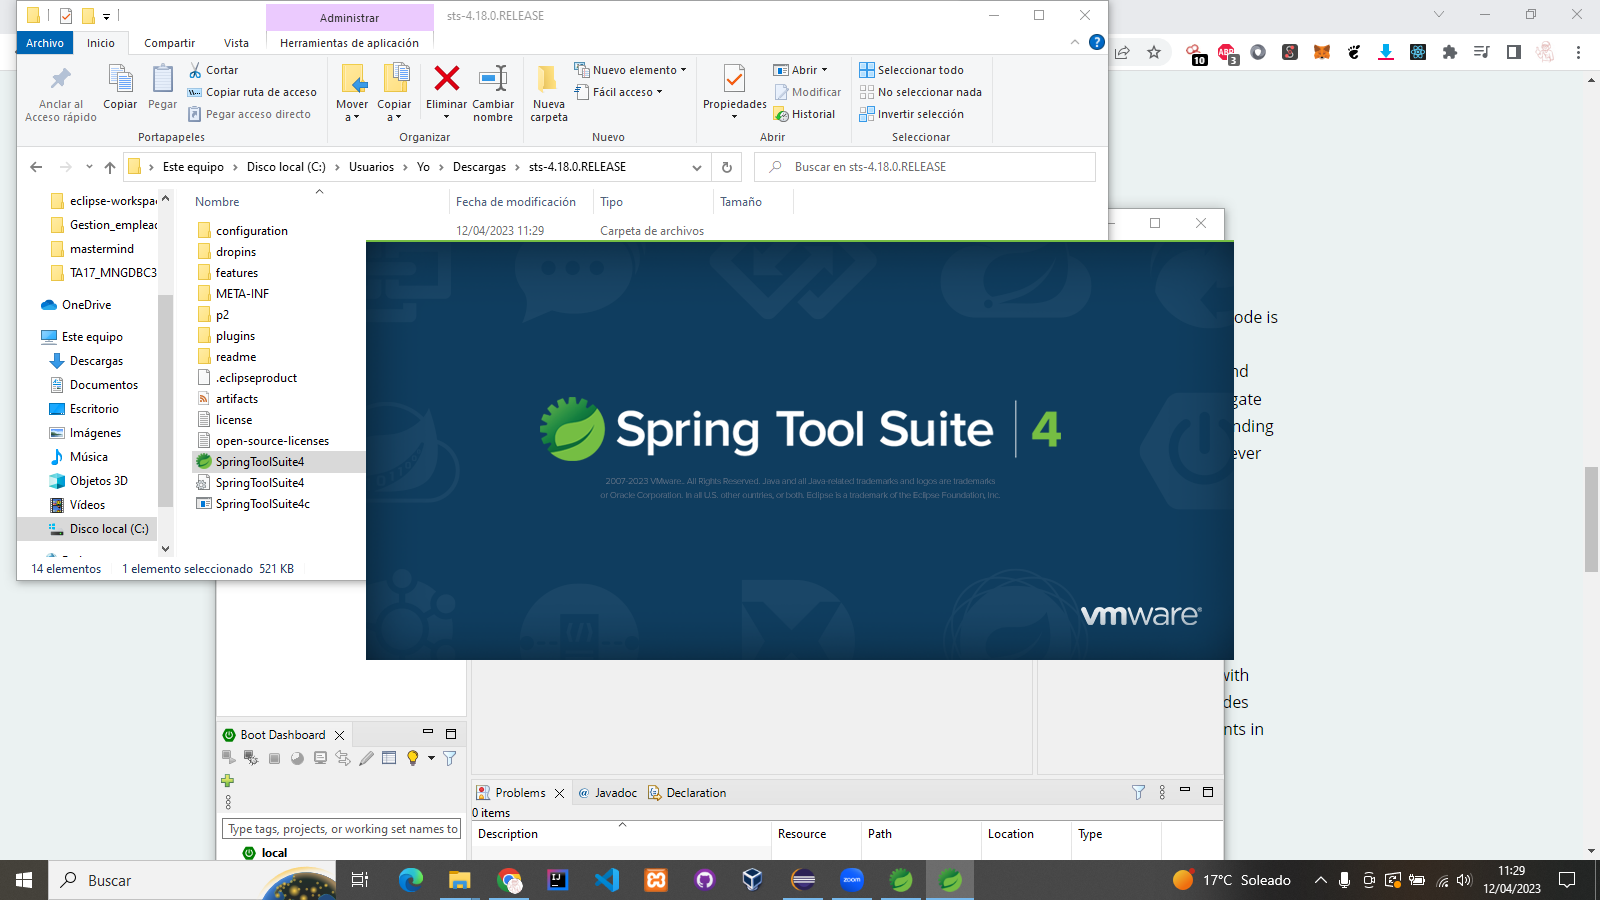 Administrar
sts-4.18.0.RELEASE
Archivo
Inicio
Compartir
Vista
Herramientas de aplicación
Anclar al
Acceso rápido
Copiar
Pegar
Cortar
Copiar ruta de acceso
Pegar acceso directo
Portapapeles
Mover
a
Copiar
a
Eliminar
Cambiar
nombre
Organizar
Nueva
carpeta
Nuevo elemento
Fácil acceso
Nuevo
Propiedades
Abrir
Modificar
Historial
Abrir
Seleccionar todo
No seleccionar nada
Invertir selección
Seleccionar
10
ABP
3
Este equipo
Disco local (C:)
Usuarios
Yo
Descargas
sts-4.18.0.RELEASE
Buscar en sts-4.18.0.RELEASE
eclipse-workspa
Gestion_emplead
mastermind
TA17_MNGDBC3
OneDrive
Este equipo
Descargas
Documentos
Escritorio
Imágenes
Música
Objetos 3D
Vídeos
Disco local (C:)
Nombre
Fecha de modificación
Tipo
Tamaño
configuration
12/04/2023 11:29
Carpeta de archivos
dropins
features
META-INF
p2
plugins
readme
.eclipseproduct
artifacts
license
open-source-licenses
SpringToolSuite4
SpringToolSuite4
SpringToolSuite4c
14 elementos
1 elemento seleccionado 521 KB
Spring Tool Suite 4
2007-2023 VMware. All Rights Reserved. Java and all Java-related trademarks and logos are trademarks
or Oracle Corporation. In all U.S. other ountries, or both. Eclipse is a trademark of the Eclipse Foundation, Inc.
vmware
ode is
nd
gate
nding
ever
with
des
nts in
Boot Dashboard
Type tags, projects, or working set names to
local
Problems
Javadoc
Declaration
0 items
Description
Resource
Path
Location
Type
Buscar
zoom
17°C Soleado
11:29
12/04/2023